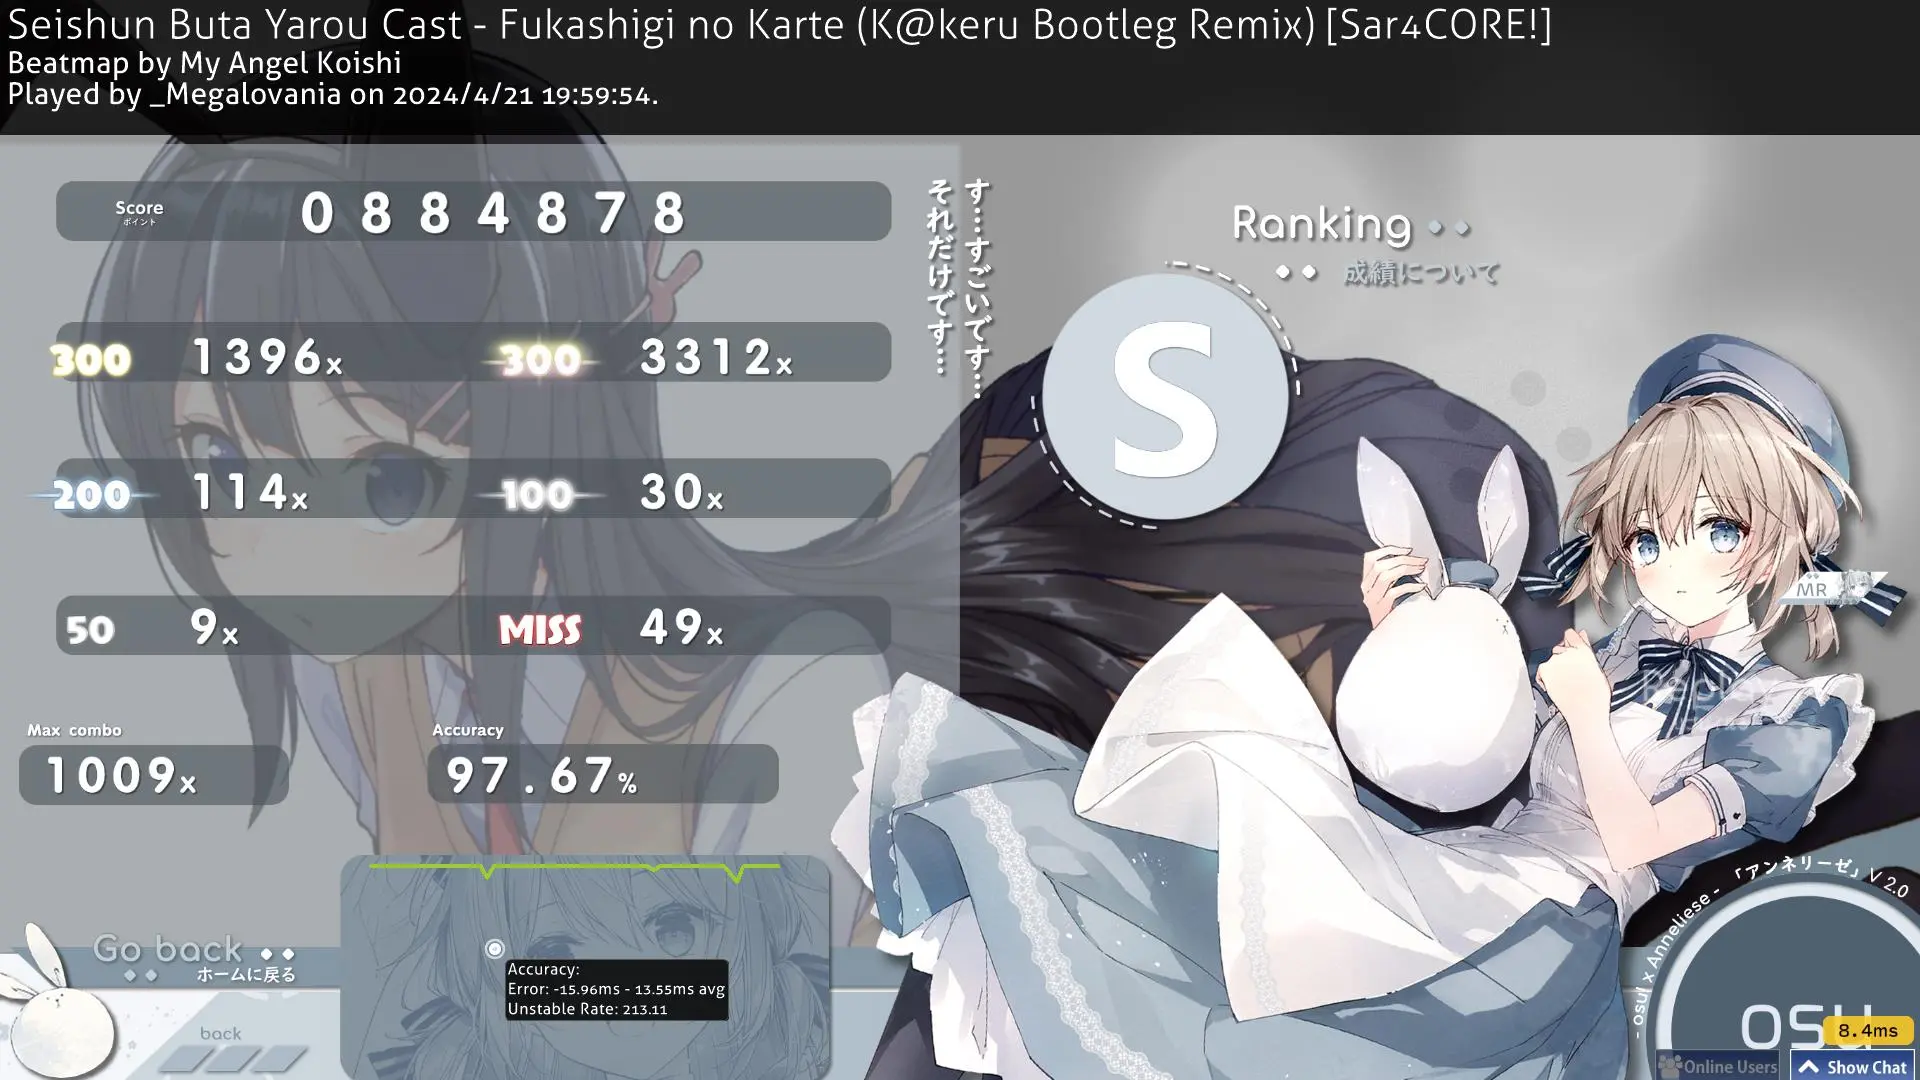 Seishun Buta Yarou Cast - Fukashigi no Karte (K@keru Bootleg Remix) [Sar4CORE!]
Beatmap by My Angel Koishi
Played by _Megalovania on 2024/4/21 19:59:54.
Score 0884878
ポイント
300 1396x 300 3312x
200 114x 100 30x
50 9x MISS 49x
Max combo Accuracy
1009x 97.67%
す…すごいです…
それだけです…
Ranking
成績について
S
MR
Go back
ホームに戻る
back
Accuracy:
Error: -15.96ms - 13.55ms avg
Unstable Rate: 213.11
- osu! x Anneliese - 「アンネリーゼ」 V 2.0
osu
8.4ms
Online Users Show Chat